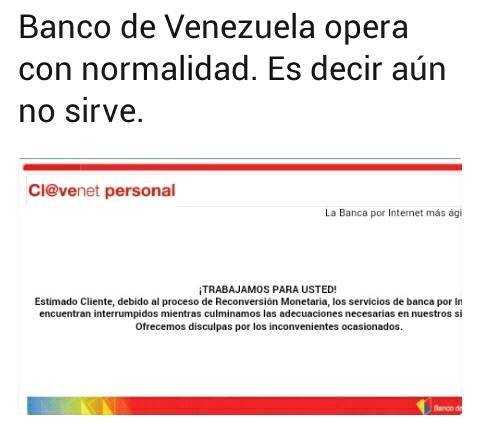 Banco de Venezuela opera
con normalidad. Es decir aún
no sirve.
Cl@venet personal
La Banca por Internet más ági
¡TRABAJAMOS PARA USTED!
Estimado Cliente, debido al proceso de Reconversión Monetaria, los servicios de banca por In
encuentran interrumpidos mientras culminamos las adecuaciones necesarias en nuestros si
Ofrecemos disculpas por los inconvenientes ocasionados.
Banco de